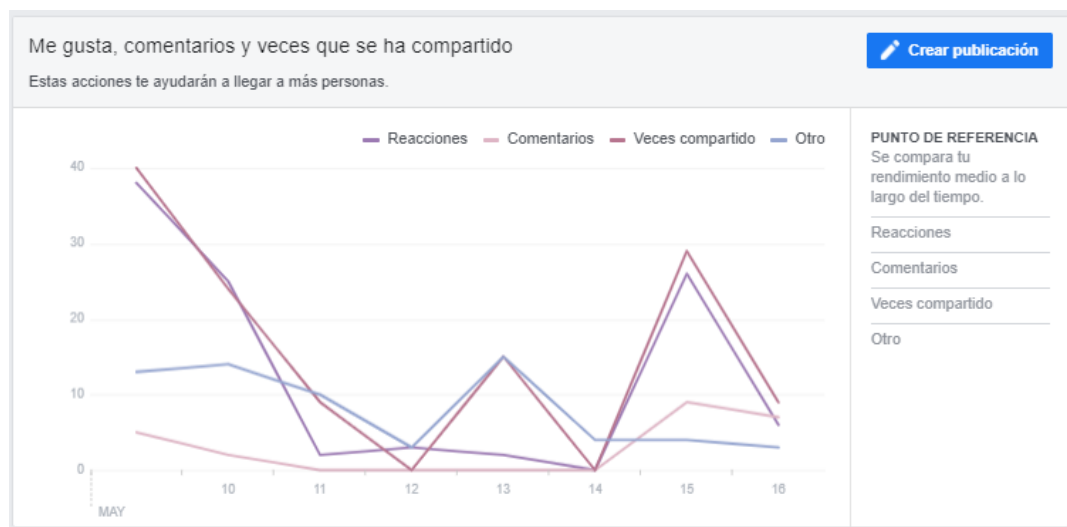 Me gusta, comentarios y veces que se ha compartido
Crear publicación
Estas acciones te ayudarán a llegar a más personas.
Reacciones Comentarios Veces compartido Otro
40
30
20
10
0
10 11 12 13 14 15 16
MAY
PUNTO DE REFERENCIA
Se compara tu
rendimiento medio a lo
largo del tiempo.
Reacciones
Comentarios
Veces compartido
Otro